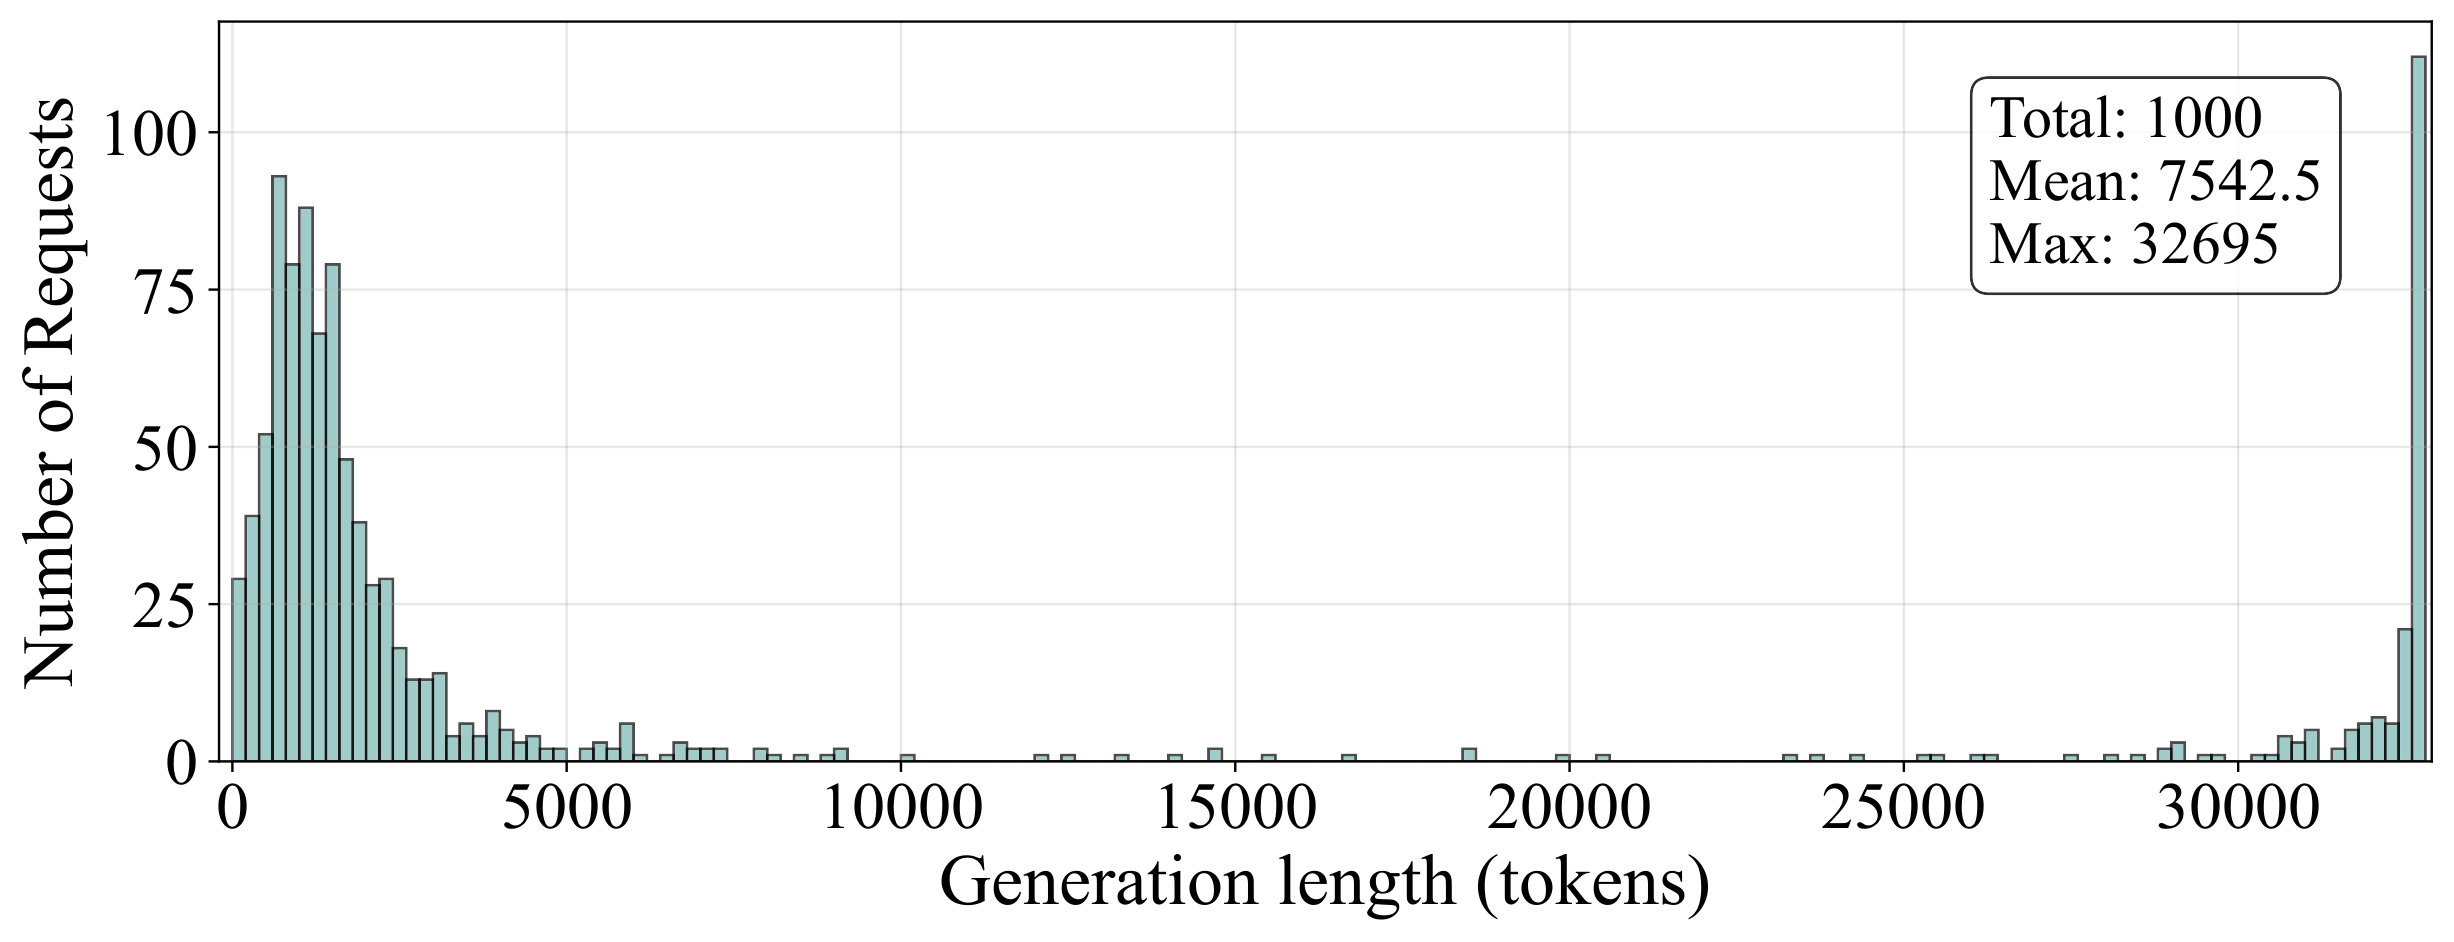 Number of Requests
100
75
50
25
0
Total: 1000
Mean: 7542.5
Max: 32695
0 5000 10000 15000 20000 25000 30000
Generation length (tokens)